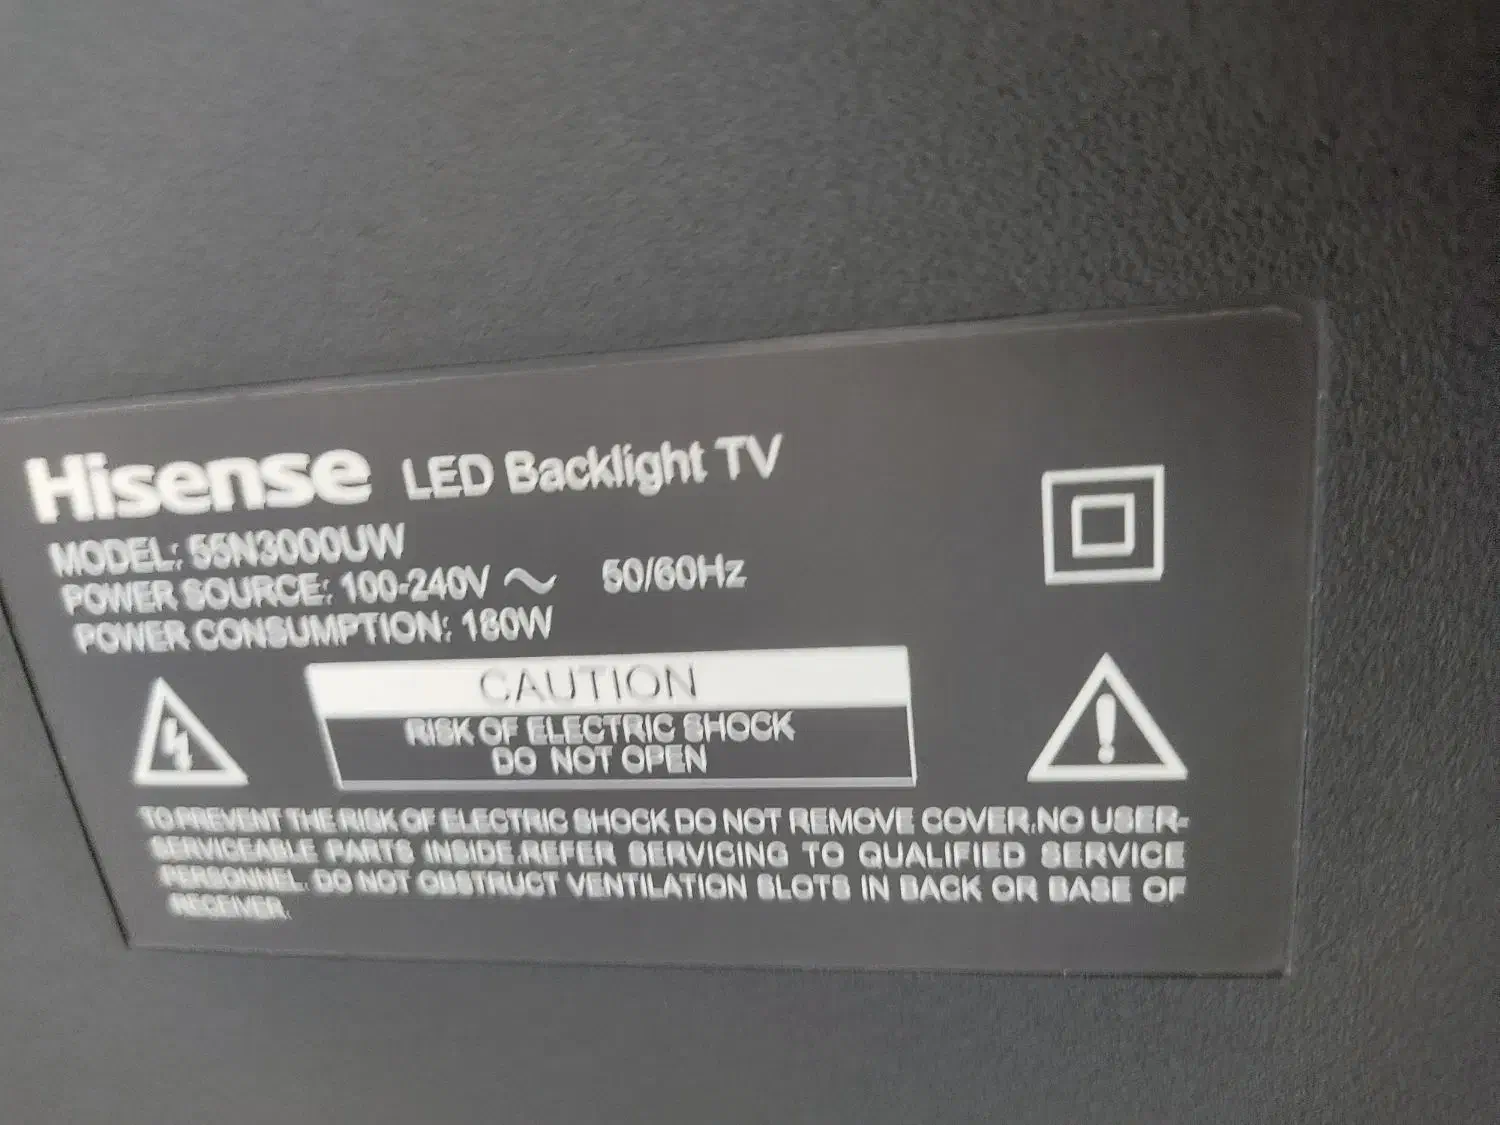 Hisense LED Backlight TV
MODEL: 55N3000UW
POWER SOURCE: 100-240V ~ 50/60Hz
POWER CONSUMPTION: 180W
CAUTION
RISK OF ELECTRIC SHOCK
DO NOT OPEN
TO PREVENT THE RISK OF ELECTRIC SHOCK DO NOT REMOVE COVER.NO USER-
SERVICEABLE PARTS INSIDE.REFER SERVICING TO QUALIFIED SERVICE
PERSONNEL. DO NOT OBSTRUCT VENTILATION SLOTS IN BACK OR BASE OF
RECEIVER.